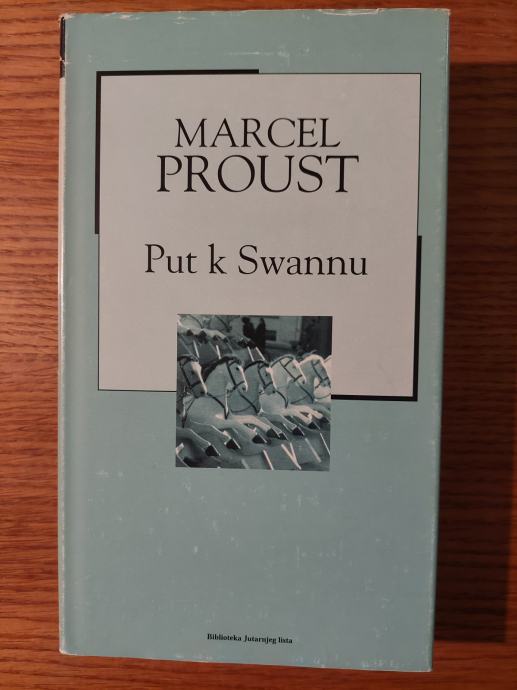 MARCEL
PROUST
Put k Swannu
Biblioteka Jutarnjeg lista